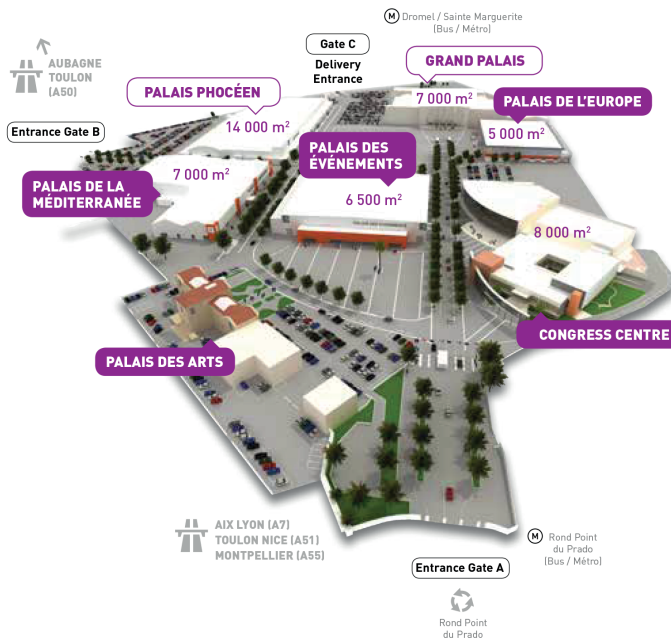 M Dromel / Sainte Marguerite
(Bus / Métro)
Gate C
Delivery
Entrance
AUBAGNE
TOULON
(A50)
GRAND PALAIS
7 000 m²
PALAIS PHOCÉEN
14 000 m²
PALAIS DE L'EUROPE
5 000 m²
Entrance Gate B
PALAIS DES
ÉVÉNEMENTS
6 500 m²
7 000 m²
PALAIS DE LA
MÉDITERRANÉE
8 000 m²
CONGRESS CENTRE
PALAIS DES ARTS
AIX LYON (A7)
TOULON NICE (A51)
MONTPELLIER (A55)
M Rond Point
du Prado
(Bus / Métro)
Entrance Gate A
Rond Point
du Prado